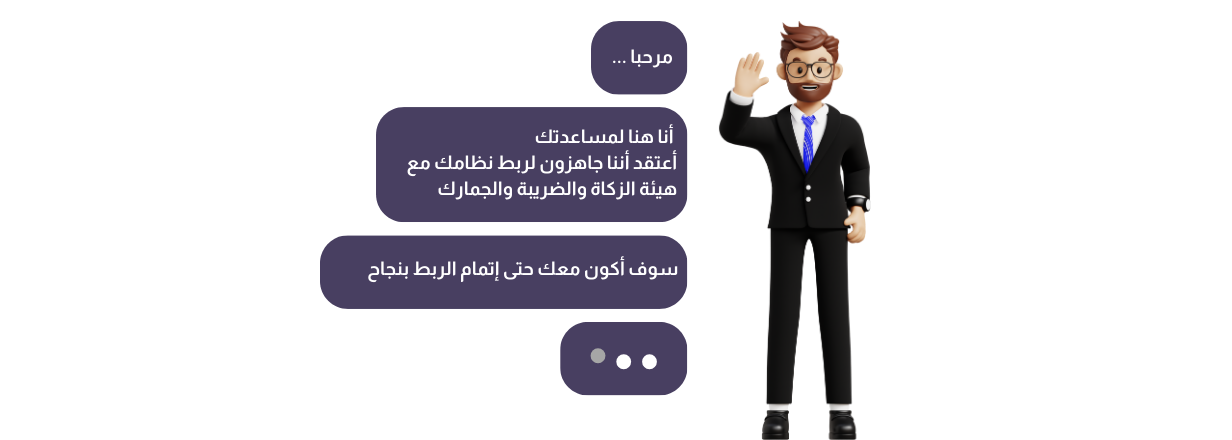 مرحبا ...
أنا هنا لمساعدتك
أعتقد أننا جاهزون لربط نظامك مع
هيئة الزكاة والضريبة والجمارك
سوف أكون معك حتى إتمام الربط بنجاح